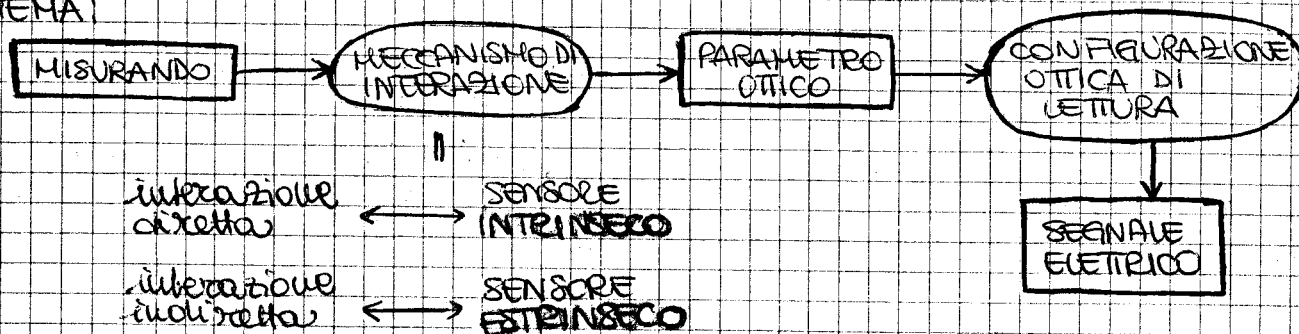 EMA:
MISURANDO
MECCANISMO DI
INTERAZIONE
PARAMETRO
OTTICO
CONFIGURAZIONE
OTTICA DI
LETTURA
SEGNALE
ELETTRICO
interazione
diretta
SENSORE
INTRINSECO
interazione
indiretta
SENSORE
ESTRINSECO